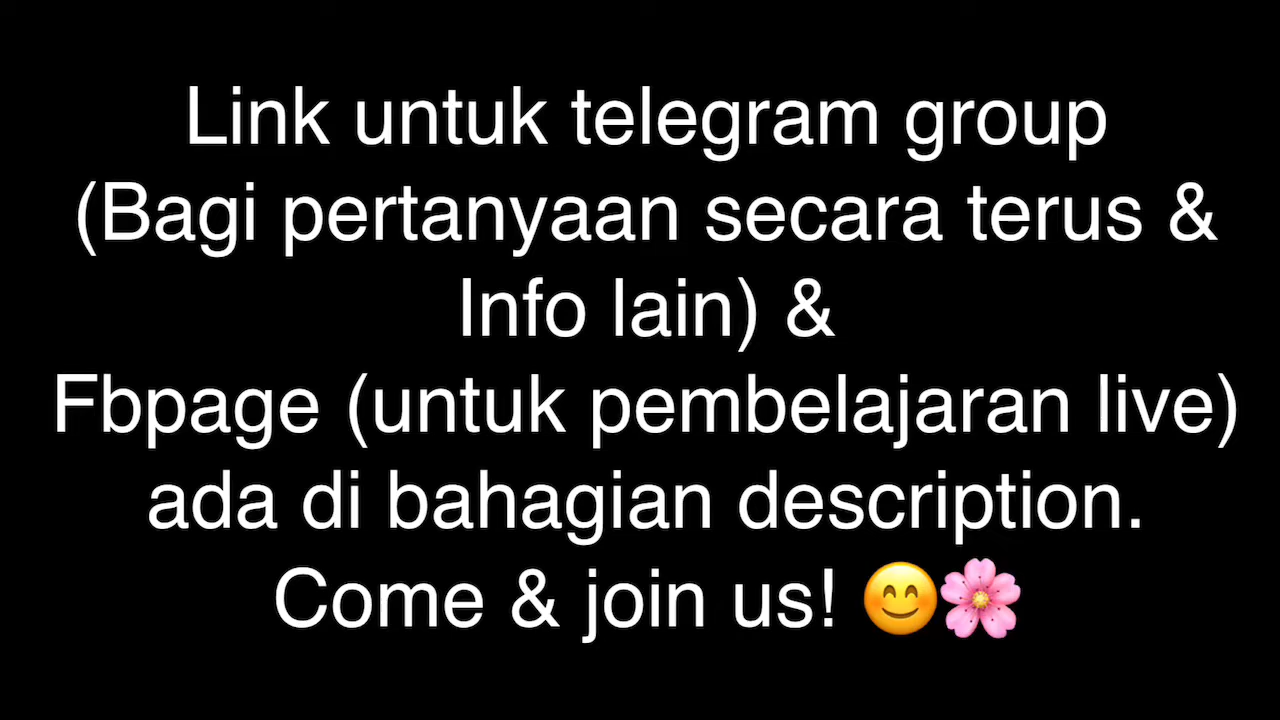 Link untuk telegram group
(Bagi pertanyaan secara terus &
Info lain) &
Fbpage (untuk pembelajaran live)
ada di bahagian description.
Come & join us! 😊🌸